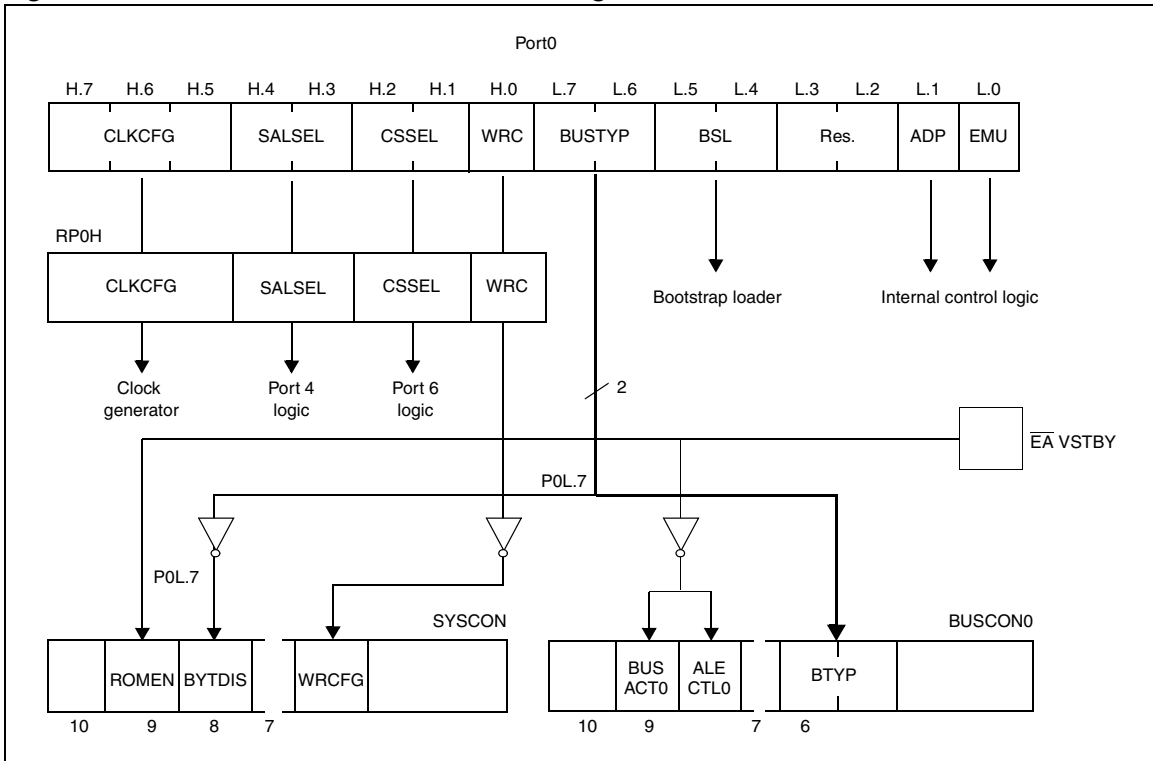 Port0
H.7 H.6 H.5 H.4 H.3 H.2 H.1 H.0 L.7 L.6 L.5 L.4 L.3 L.2 L.1 L.0
CLKCFG SALSEL CSSEL WRC BUSTYP BSL Res. ADP EMU
RP0H
CLKCFG SALSEL CSSEL WRC
Bootstrap loader Internal control logic
Clock generator
Port 4 logic
Port 6 logic
2
EA VSTBY
P0L.7
P0L.7
SYSCON BUSCON0
ROMEN BYTDIS WRCFG
BUS ACT0
ALE CTL0
BTYP
10 9 8 7 10 9 7 6